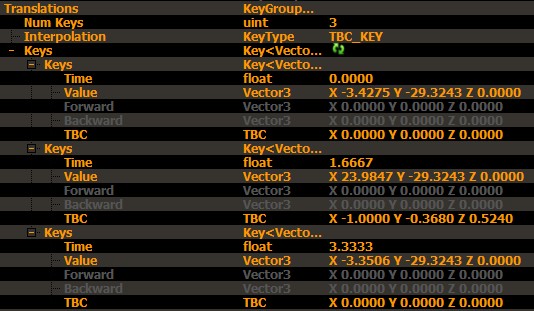 Translations KeyGroup...
Num Keys uint 3
Interpolation KeyType TBC_KEY
Keys Key<Vecto...
Keys Key<Vecto...
Time float 0.0000
Value Vector3 X -3.4275 Y -29.3243 Z 0.0000
Forward Vector3 X 0.0000 Y 0.0000 Z 0.0000
Backward Vector3 X 0.0000 Y 0.0000 Z 0.0000
TBC TBC X 0.0000 Y 0.0000 Z 0.0000
Keys Key<Vecto...
Time float 1.6667
Value Vector3 X 23.9847 Y -29.3243 Z 0.0000
Forward Vector3 X 0.0000 Y 0.0000 Z 0.0000
Backward Vector3 X 0.0000 Y 0.0000 Z 0.0000
TBC TBC X -1.0000 Y -0.3680 Z 0.5240
Keys Key<Vecto...
Time float 3.3333
Value Vector3 X -3.3506 Y -29.3243 Z 0.0000
Forward Vector3 X 0.0000 Y 0.0000 Z 0.0000
Backward Vector3 X 0.0000 Y 0.0000 Z 0.0000
TBC TBC X 0.0000 Y 0.0000 Z 0.0000